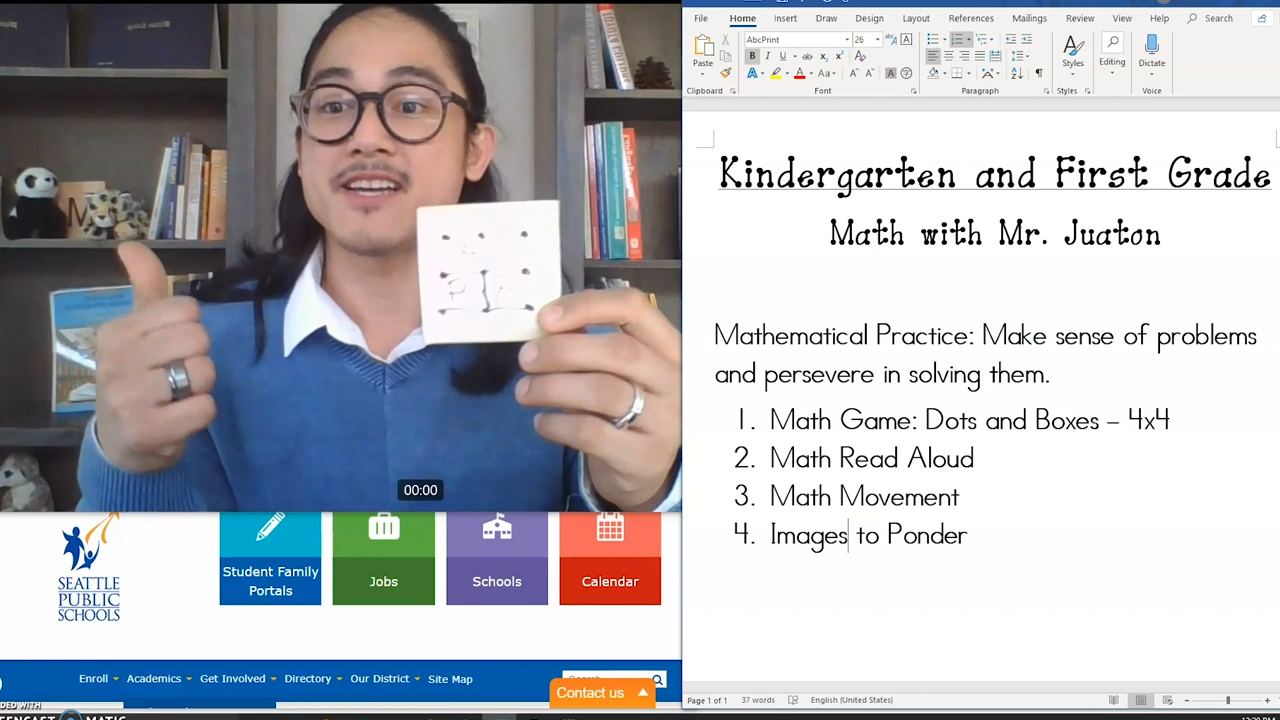 File Home Insert Draw Design Layout References Mailings Review View Help Search
AbcPrint 26
Paste
Styles Editing Dictate
Clipboard Font Paragraph Styles Voice
Kindergarten and First Grade
Math with Mr. Juaton
Mathematical Practice: Make sense of problems
and persevere in solving them.
1. Math Game: Dots and Boxes – 4x4
2. Math Read Aloud
3. Math Movement
4. Images to Ponder
00:00
SEATTLE
PUBLIC
SCHOOLS
Student Family
Portals
Jobs
Schools
Calendar
Enroll Academics Get Involved Directory Our District Site Map
Contact us
Page 1 of 1 37 words English (United States)